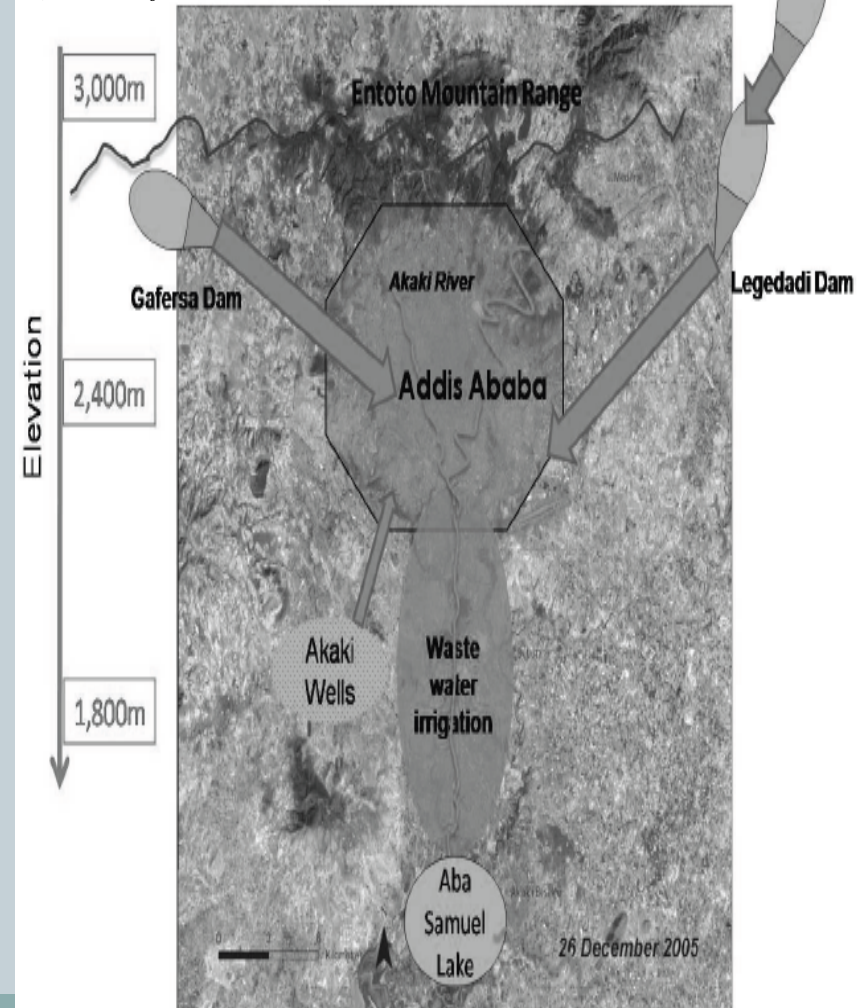 3,000m
Entoto Mountain Range
Akaki River
Gafersa Dam
Legedadi Dam
Elevation
2,400m
Addis Ababa
Akaki
Wells
Waste
water
irrigation
1,800m
Aba
Samuel
Lake
26 December 2005